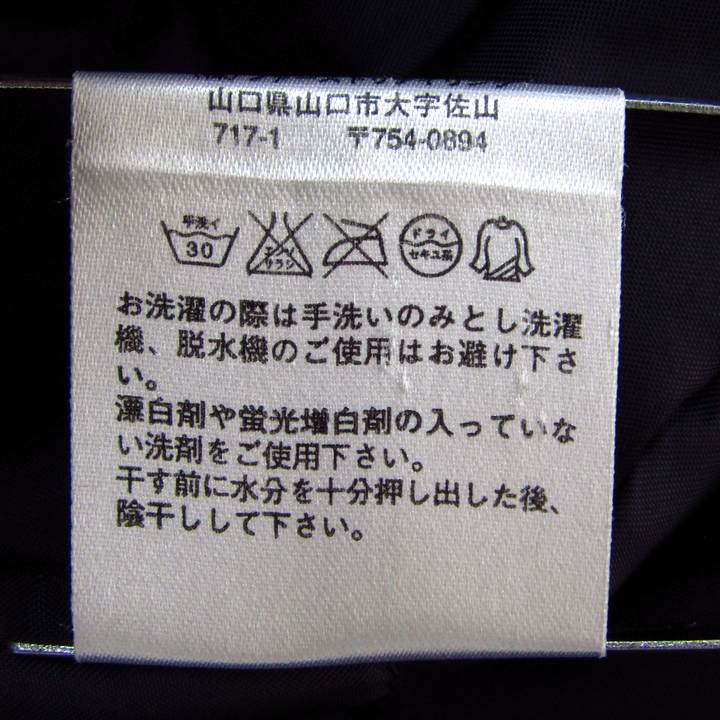 山口県山口市大字佐山
717-1 〒754-0894
手洗イ
30
エンソ
サラシ
ドライ
セキユ系
お洗濯の際は手洗いのみとし洗濯
機、脱水機のご使用はお避け下さ
い。
漂白剤や蛍光増白剤の入っていな
い洗剤をご使用下さい。
干す前に水分を十分押し出した後、
陰干しして下さい。